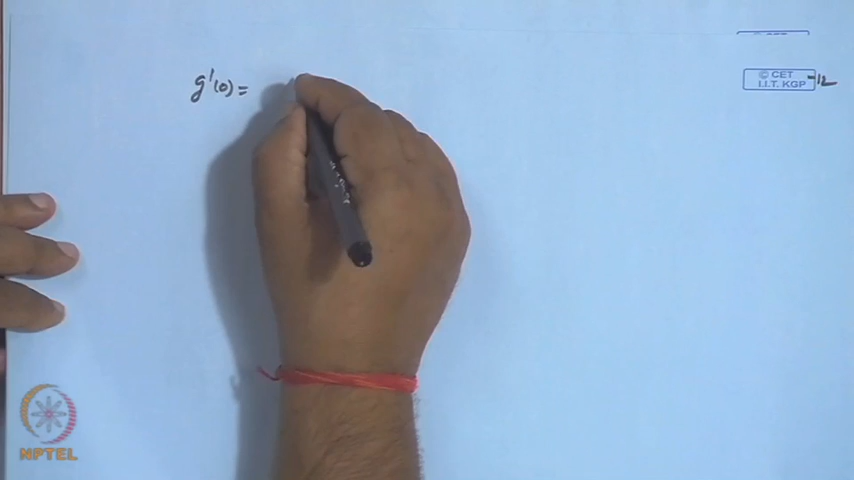 g'(0) =
© CET
I.I.T. KGP
-12
NPTEL